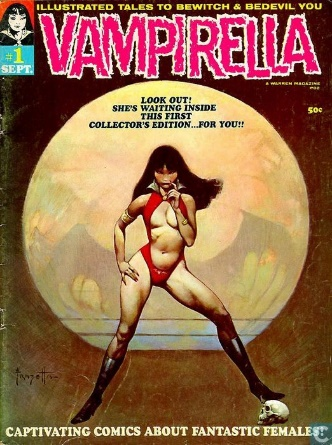 ILLUSTRATED TALES TO BEWITCH & BEDEVIL YOU
VAMPIRELLA
#1
SEPT.
A WARREN MAGAZINE
PDC
50¢
LOOK OUT!
SHE'S WAITING INSIDE
THIS FIRST
COLLECTOR'S EDITION...FOR YOU!!
Frazetta
CAPTIVATING COMICS ABOUT FANTASTIC FEMALES!